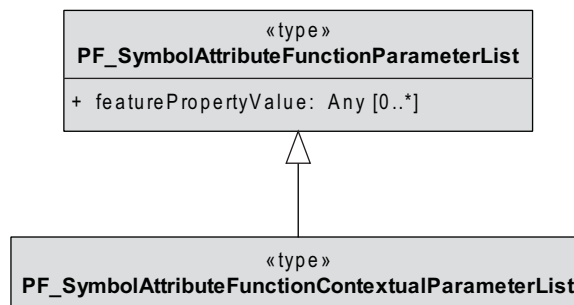 «type»
PF_SymbolAttributeFunctionParameterList
+ featurePropertyValue: Any [0..*]
«type»
PF_SymbolAttributeFunctionContextualParameterList